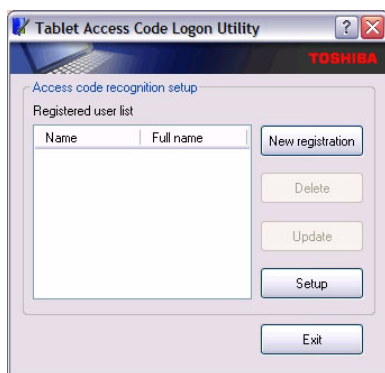 Tablet Access Code Logon Utility
TOSHIBA
Access code recognition setup
Registered user list
Name Full name
New registration
Delete
Update
Setup
Exit